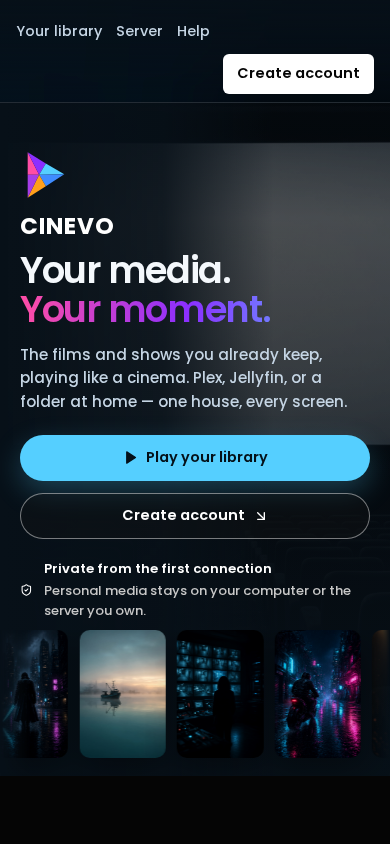 Your library Server Help
Create account
CINEVO
Your media.
Your moment.
The films and shows you already keep,
playing like a cinema. Plex, Jellyfin, or a
folder at home — one house, every screen.
Play your library
Create account
Private from the first connection
Personal media stays on your computer or the
server you own.